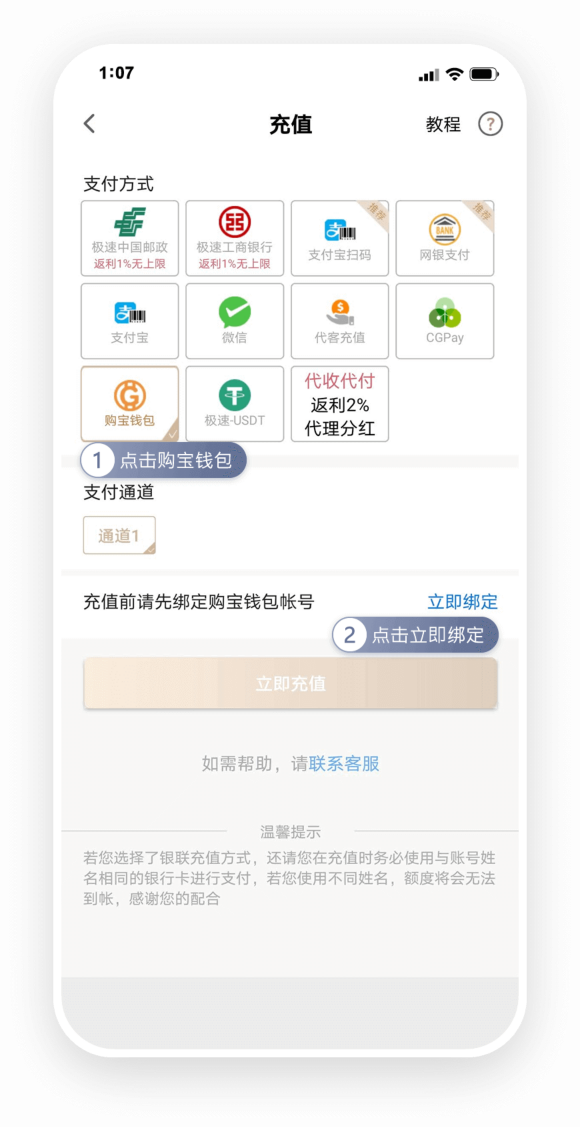 1:07
充值
教程
?
支付方式
极速中国邮政
返利1%无上限
极速工商银行
返利1%无上限
推荐
支付宝扫码
推荐
BANK
网银支付
支付宝
微信
代客充值
CGPay
购宝钱包
极速-USDT
代收代付
返利2%
代理分红
1 点击购宝钱包
支付通道
通道1
充值前请先绑定购宝钱包帐号
立即绑定
2 点击立即绑定
立即充值
如需帮助，请联系客服
温馨提示
若您选择了银联充值方式，还请您在充值时务必使用与账号姓
名相同的银行卡进行支付，若您使用不同姓名，额度将会无法
到帐，感谢您的配合